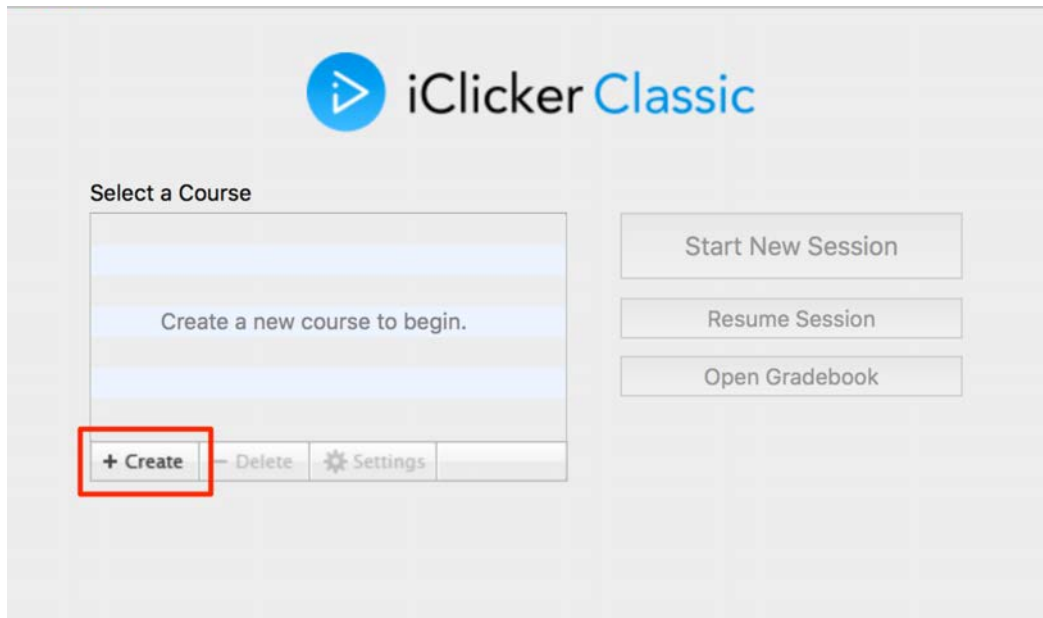 iClicker Classic
Select a Course
Create a new course to begin.
+ Create
− Delete
Settings
Start New Session
Resume Session
Open Gradebook